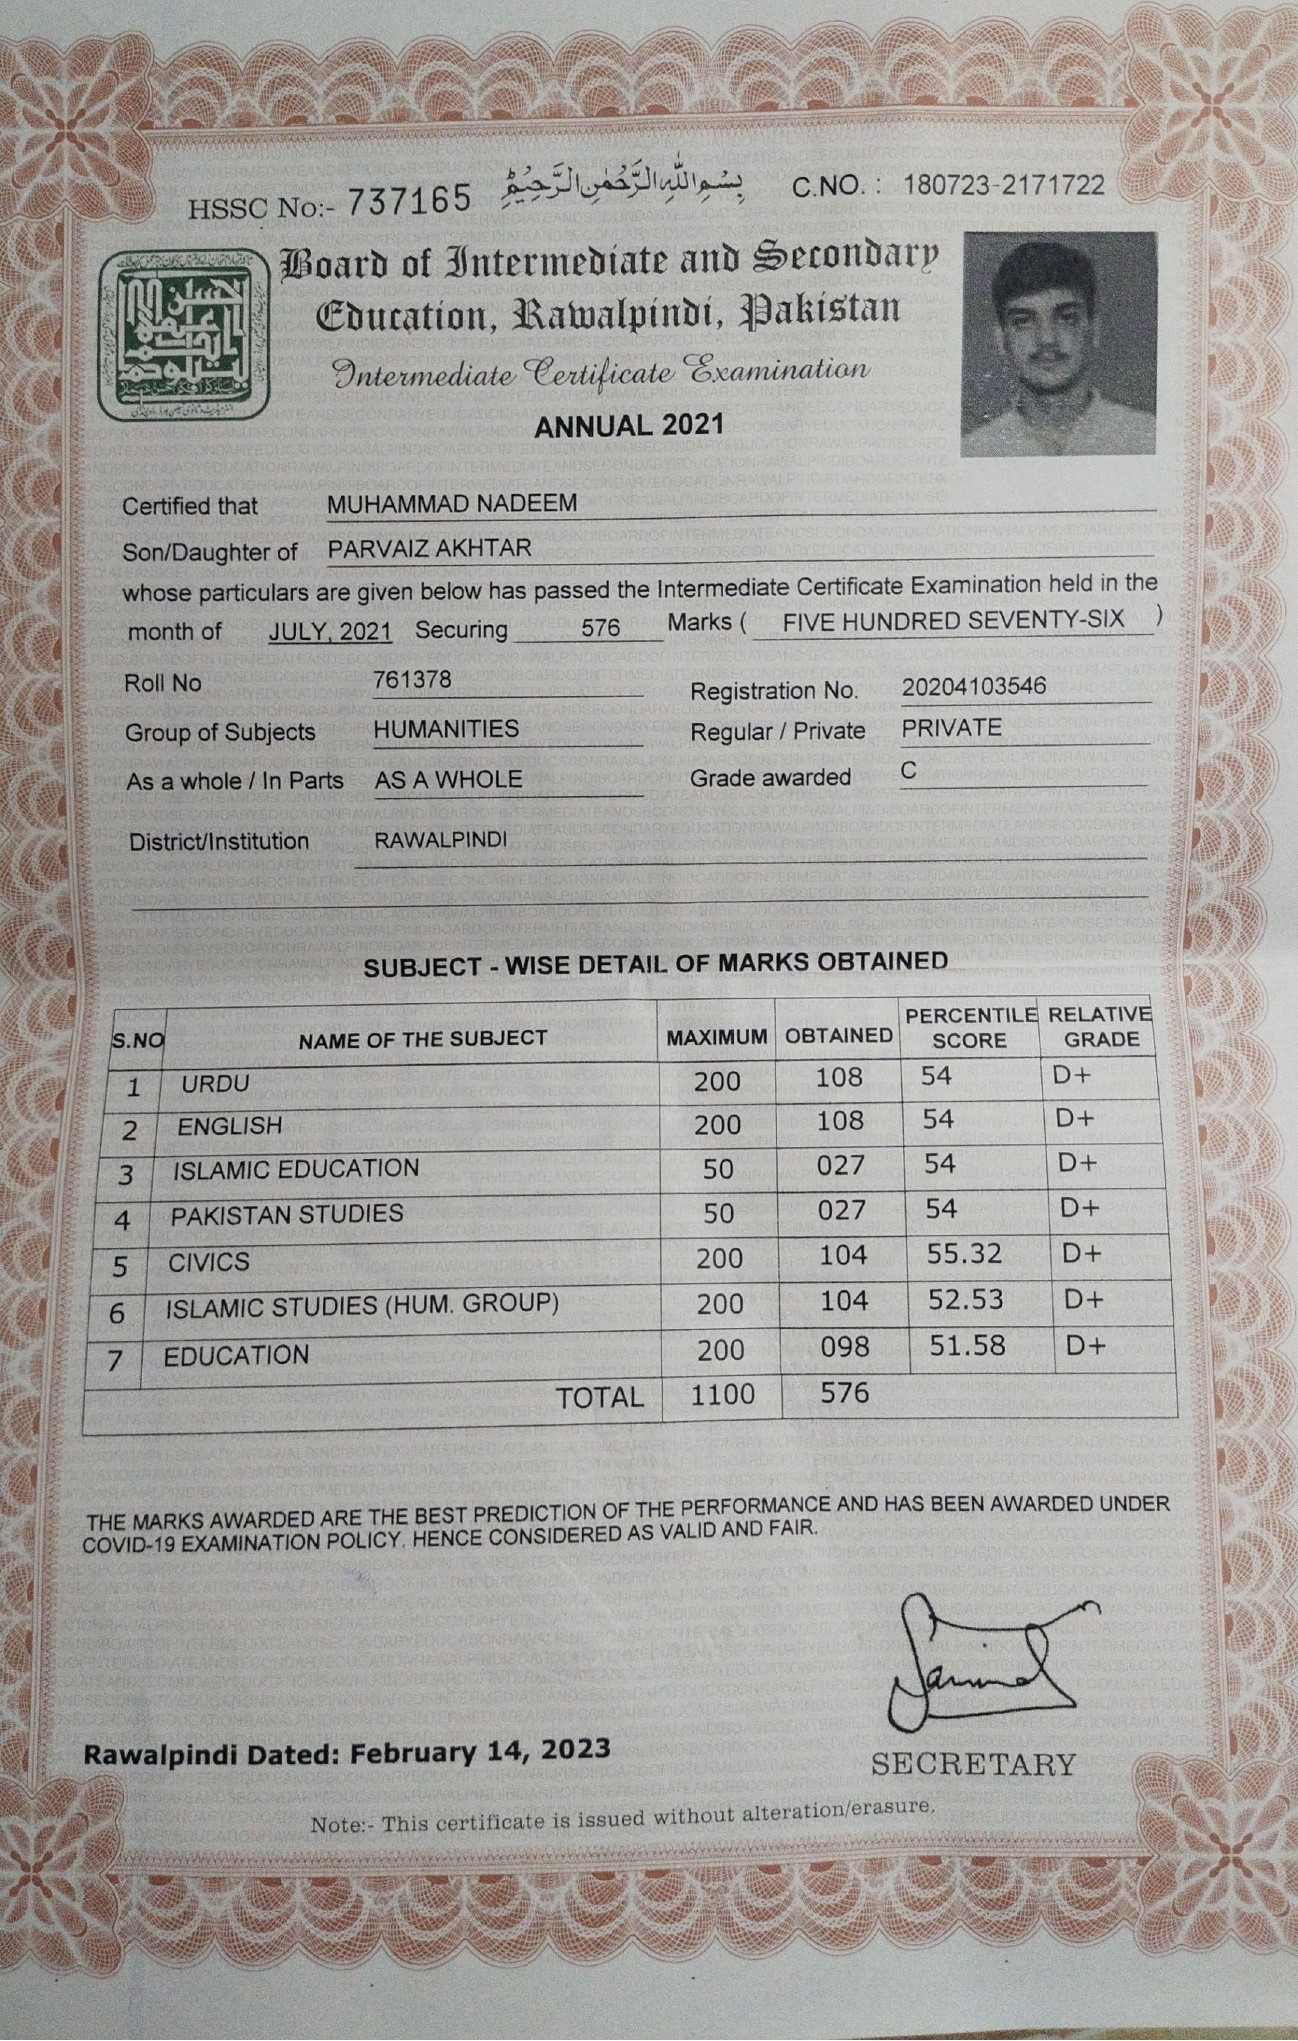 HSSC No:- 737165 بِسْمِ اللهِ الرَّحْمٰنِ الرَّحِيْمِ C.NO. : 180723-2171722
Board of Intermediate and Secondary
Education, Rawalpindi, Pakistan
Intermediate Certificate Examination
ANNUAL 2021
Certified that MUHAMMAD NADEEM
Son/Daughter of PARVAIZ AKHTAR
whose particulars are given below has passed the Intermediate Certificate Examination held in the
month of JULY, 2021 Securing 576 Marks ( FIVE HUNDRED SEVENTY-SIX )
Roll No 761378 Registration No. 20204103546
Group of Subjects HUMANITIES Regular / Private PRIVATE
As a whole / In Parts AS A WHOLE Grade awarded C
District/Institution RAWALPINDI
SUBJECT - WISE DETAIL OF MARKS OBTAINED
S.NO NAME OF THE SUBJECT MAXIMUM OBTAINED PERCENTILE SCORE RELATIVE GRADE
1 URDU 200 108 54 D+
2 ENGLISH 200 108 54 D+
3 ISLAMIC EDUCATION 50 027 54 D+
4 PAKISTAN STUDIES 50 027 54 D+
5 CIVICS 200 104 55.32 D+
6 ISLAMIC STUDIES (HUM. GROUP) 200 104 52.53 D+
7 EDUCATION 200 098 51.58 D+
TOTAL 1100 576
THE MARKS AWARDED ARE THE BEST PREDICTION OF THE PERFORMANCE AND HAS BEEN AWARDED UNDER
COVID-19 EXAMINATION POLICY. HENCE CONSIDERED AS VALID AND FAIR.
Rawalpindi Dated: February 14, 2023
SECRETARY
Note:- This certificate is issued without alteration/erasure.